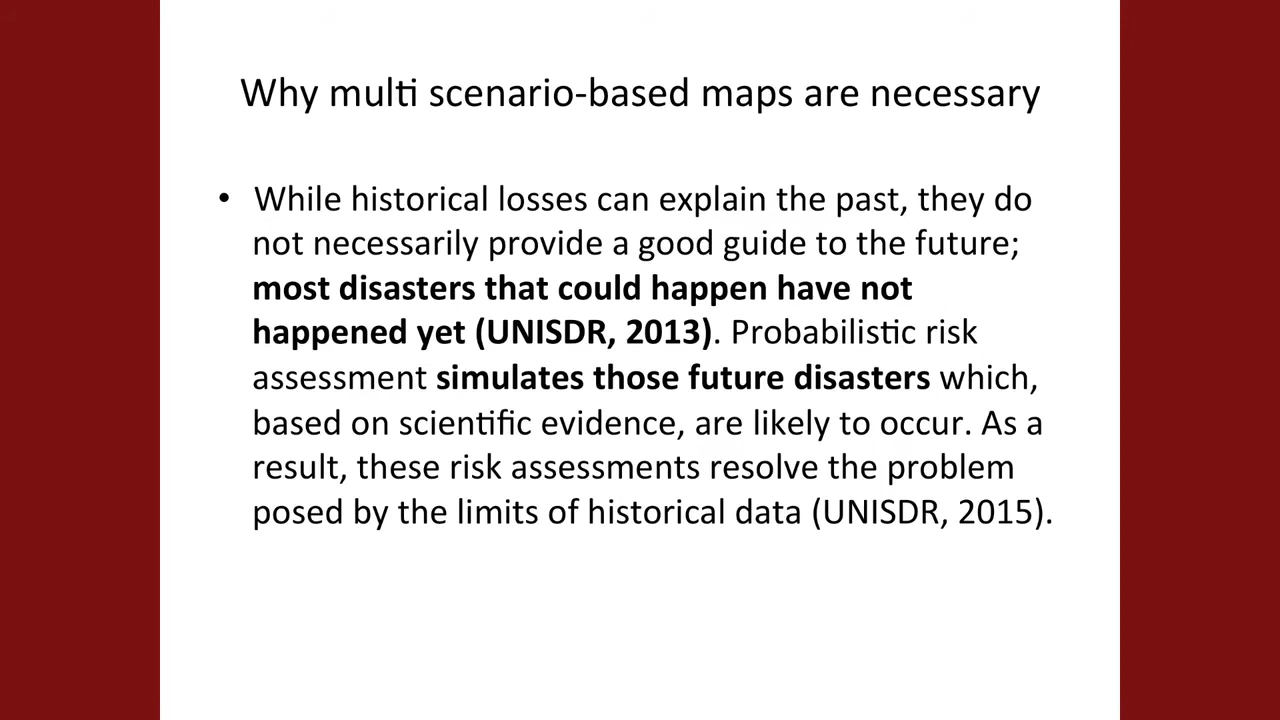 Why multi scenario-based maps are necessary
• While historical losses can explain the past, they do
not necessarily provide a good guide to the future;
most disasters that could happen have not
happened yet (UNISDR, 2013). Probabilistic risk
assessment simulates those future disasters which,
based on scientific evidence, are likely to occur. As a
result, these risk assessments resolve the problem
posed by the limits of historical data (UNISDR, 2015).